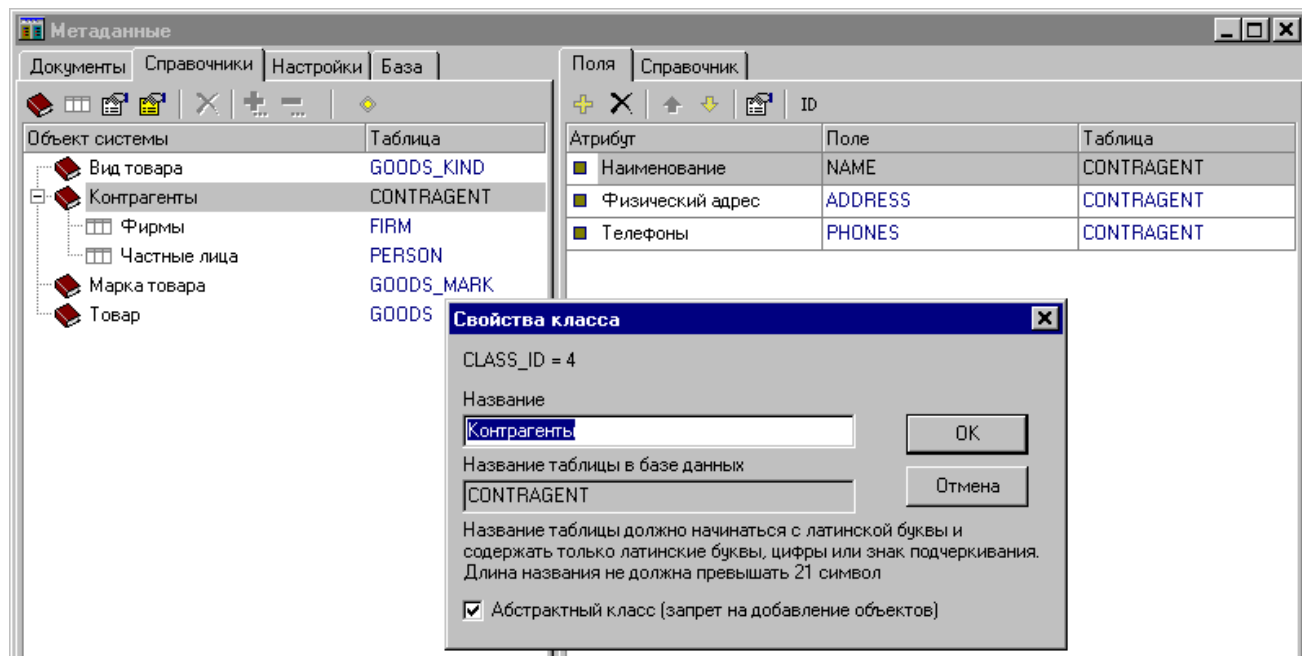 Метаданные
Документы Справочники Настройки База
Поля Справочник
ID
Объект системы Таблица
Атрибут Поле Таблица
Вид товара GOODS_KIND
Наименование NAME CONTRAGENT
Контрагенты CONTRAGENT
Физический адрес ADDRESS CONTRAGENT
Фирмы FIRM
Телефоны PHONES CONTRAGENT
Частные лица PERSON
Марка товара GOODS_MARK
Товар GOODS
Свойства класса
CLASS_ID = 4
Название
Контрагенты
OK
Название таблицы в базе данных
CONTRAGENT
Отмена
Название таблицы должно начинаться с латинской буквы и
содержать только латинские буквы, цифры или знак подчеркивания.
Длина названия не должна превышать 21 символ
Абстрактный класс (запрет на добавление объектов)